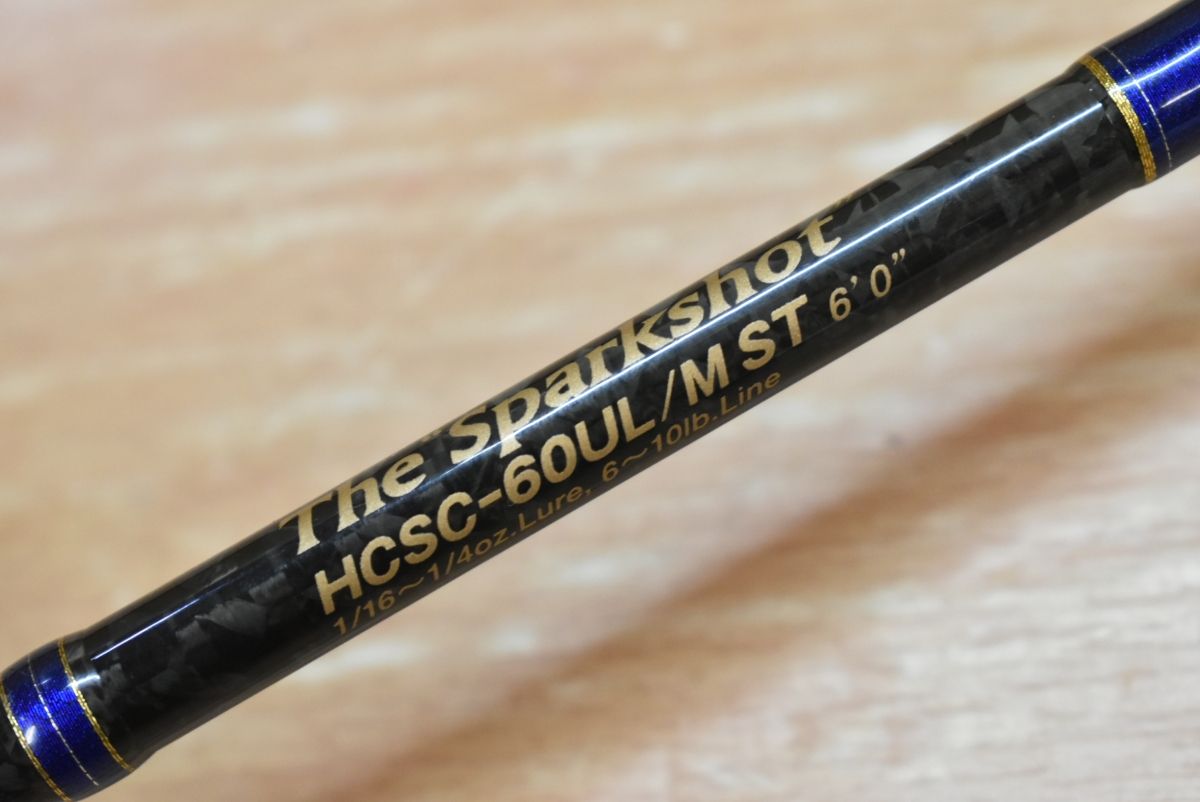 The “Sparkshot”
HCSC-60UL/M ST 6’0”
1/16～1/4oz.Lure, 6～10lb.Line